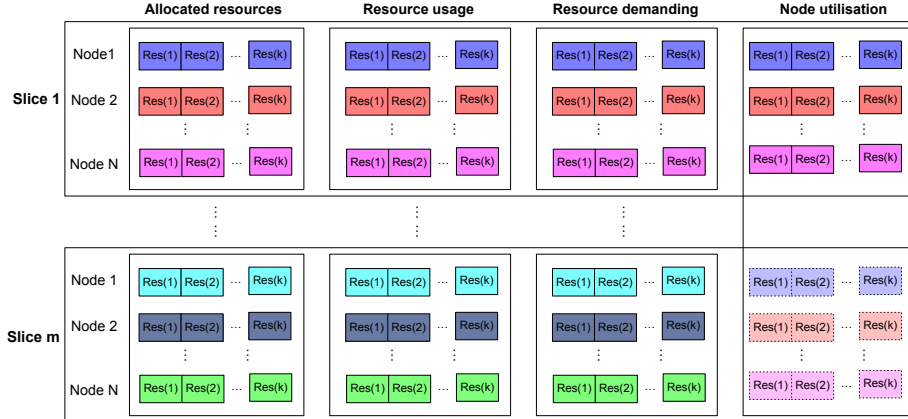 Allocated resources Resource usage Resource demanding Node utilisation
Node1 Res(1) Res(2) ... Res(k) Res(1) Res(2) ... Res(k) Res(1) Res(2) ... Res(k) Res(1) Res(2) ... Res(k)
Slice 1 Node 2 Res(1) Res(2) ... Res(k) Res(1) Res(2) ... Res(k) Res(1) Res(2) ... Res(k) Res(1) Res(2) ... Res(k)
Node N Res(1) Res(2) ... Res(k) Res(1) Res(2) ... Res(k) Res(1) Res(2) ... Res(k) Res(1) Res(2) ... Res(k)
Node 1 Res(1) Res(2) ... Res(k) Res(1) Res(2) ... Res(k) Res(1) Res(2) ... Res(k) Res(1) Res(2) ... Res(k)
Slice m Node 2 Res(1) Res(2) ... Res(k) Res(1) Res(2) ... Res(k) Res(1) Res(2) ... Res(k) Res(1) Res(2) ... Res(k)
Node N Res(1) Res(2) ... Res(k) Res(1) Res(2) ... Res(k) Res(1) Res(2) ... Res(k) Res(1) Res(2) ... Res(k)